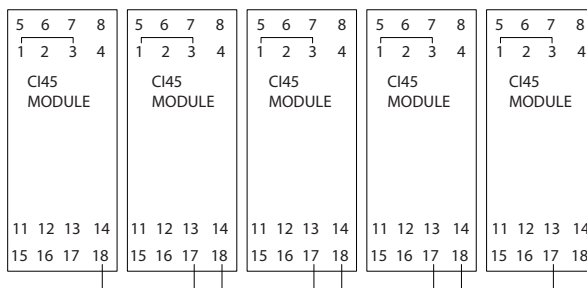 5 6 7 8 5 6 7 8 5 6 7 8 5 6 7 8 5 6 7 8
1 2 3 4 1 2 3 4 1 2 3 4 1 2 3 4 1 2 3 4
CI45 CI45 CI45 CI45 CI45
MODULE MODULE MODULE MODULE MODULE
11 12 13 14 11 12 13 14 11 12 13 14 11 12 13 14 11 12 13 14
15 16 17 18 15 16 17 18 15 16 17 18 15 16 17 18 15 16 17 18